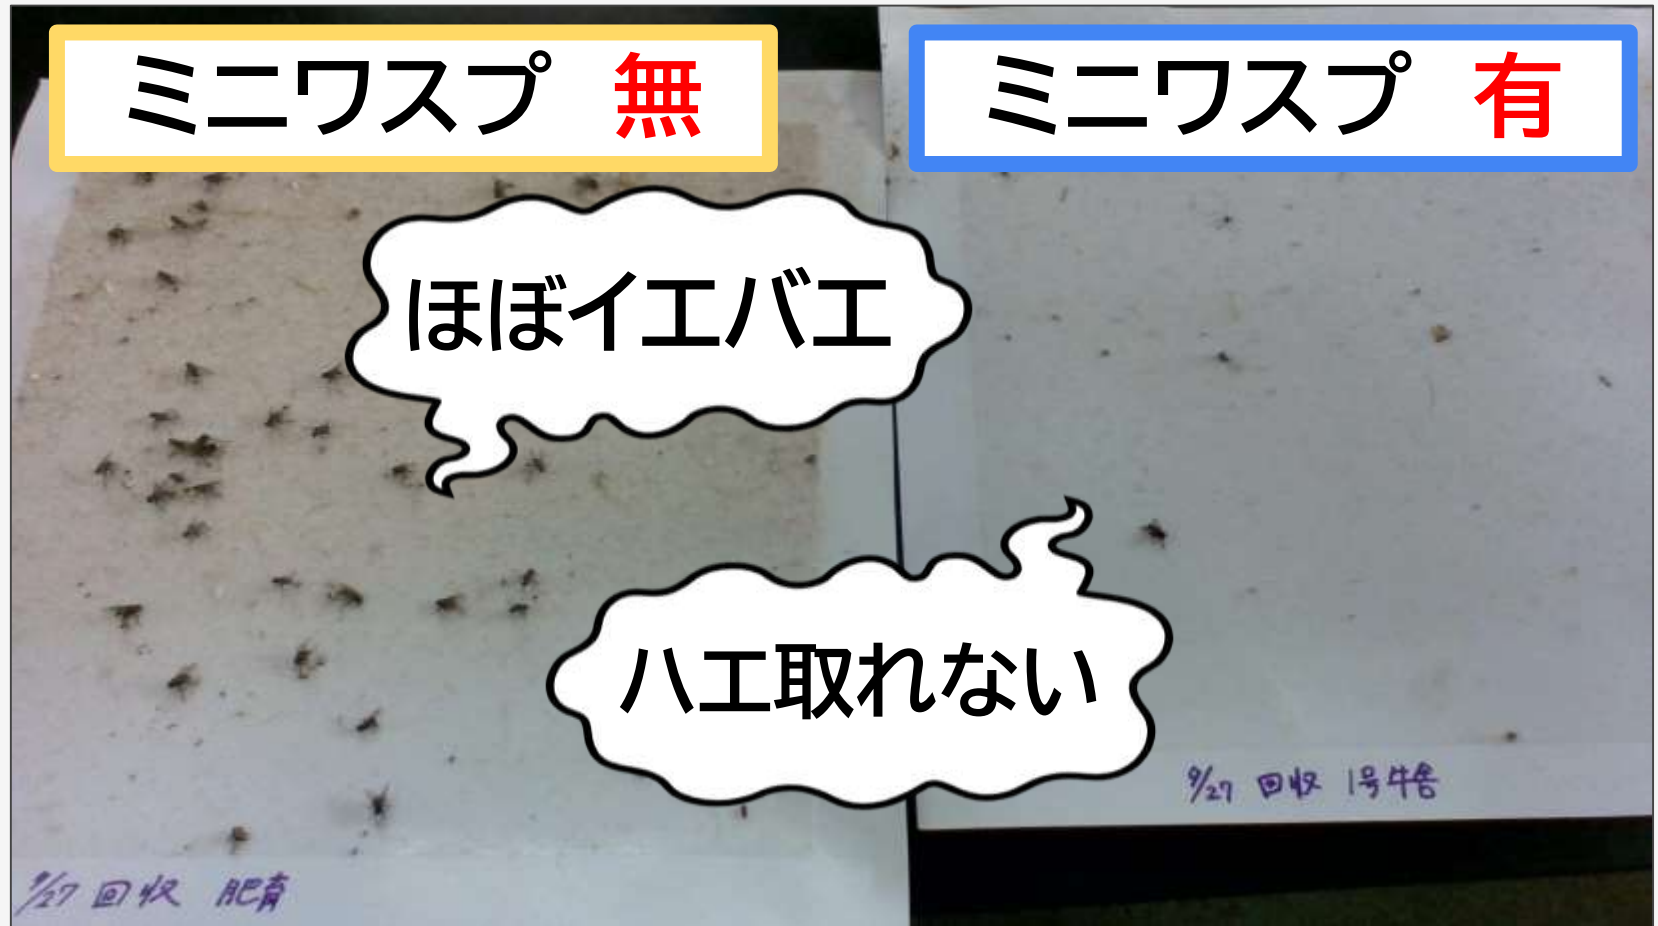 ミニワスプ 無
ミニワスプ 有
ほぼイエバエ
ハエ取れない
9/27 回収 1号牛舎
9/27 回収 肥育